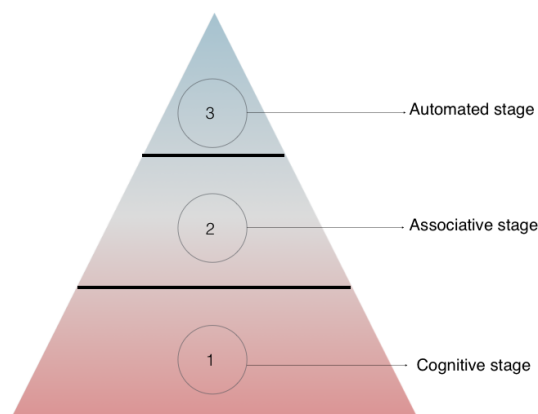 3
Automated stage
2
Associative stage
1
Cognitive stage